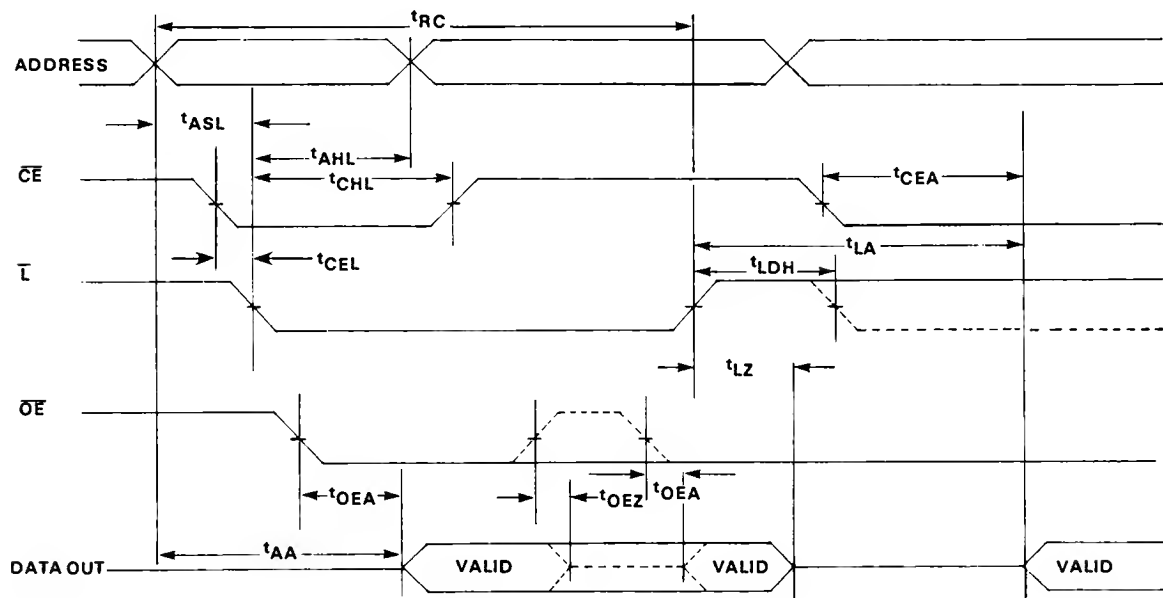 tRC
ADDRESS
tASL
tAHL
CE
tCHL
tCEA
tCEL
tLA
L
tLDH
tLZ
OE
tOEA
tOEZ
tOEA
tAA
DATA OUT
VALID
VALID
VALID